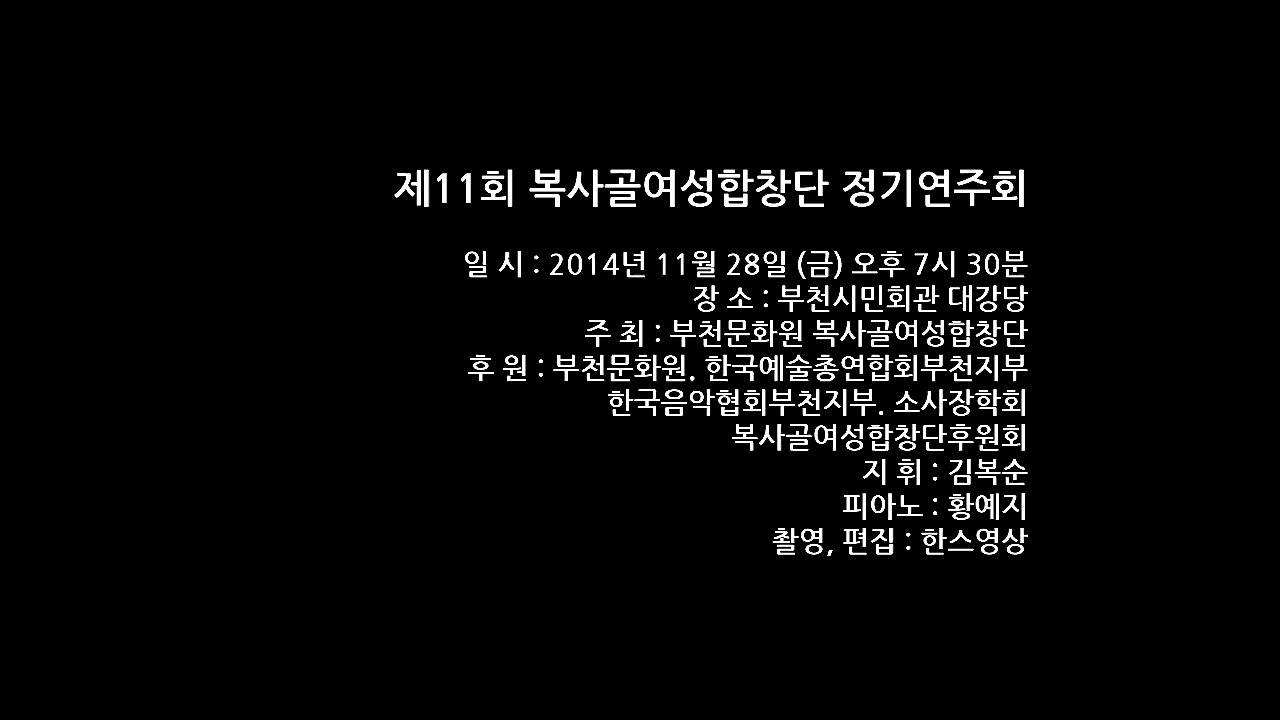 제11회 복사골여성합창단 정기연주회
일 시 : 2014년 11월 28일 (금) 오후 7시 30분
장 소 : 부천시민회관 대강당
주 최 : 부천문화원 복사골여성합창단
후 원 : 부천문화원. 한국예술총연합회부천지부
한국음악협회부천지부. 소사장학회
복사골여성합창단후원회
지 휘 : 김복순
피아노 : 황예지
촬영, 편집 : 한스영상